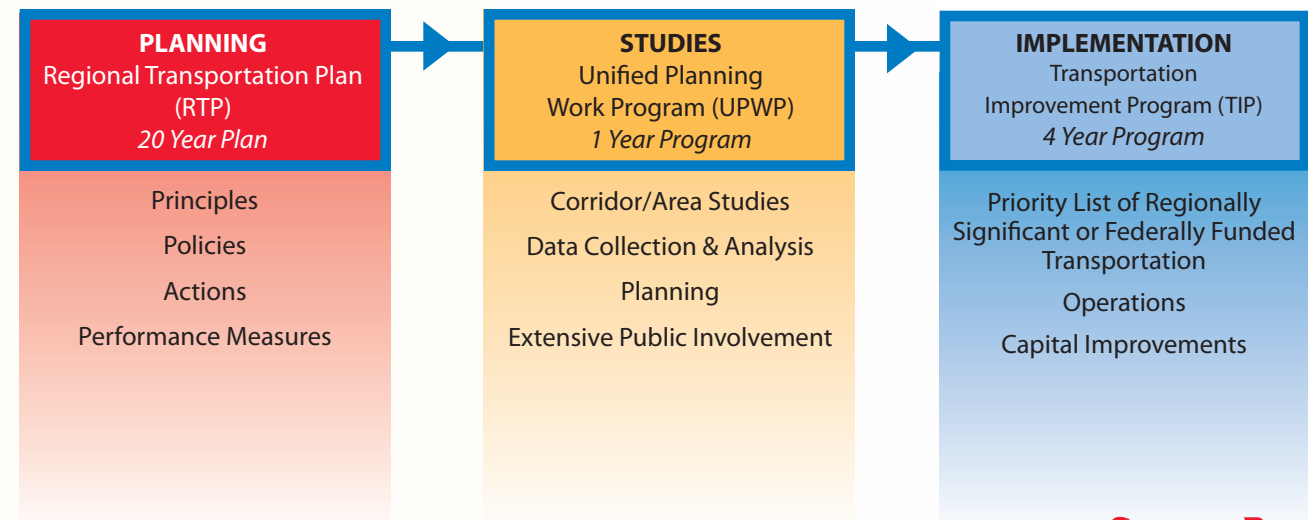 PLANNING
Regional Transportation Plan
(RTP)
20 Year Plan
Principles
Policies
Actions
Performance Measures
STUDIES
Unified Planning
Work Program (UPWP)
1 Year Program
Corridor/Area Studies
Data Collection & Analysis
Planning
Extensive Public Involvement
IMPLEMENTATION
Transportation
Improvement Program (TIP)
4 Year Program
Priority List of Regionally
Significant or Federally Funded
Transportation
Operations
Capital Improvements